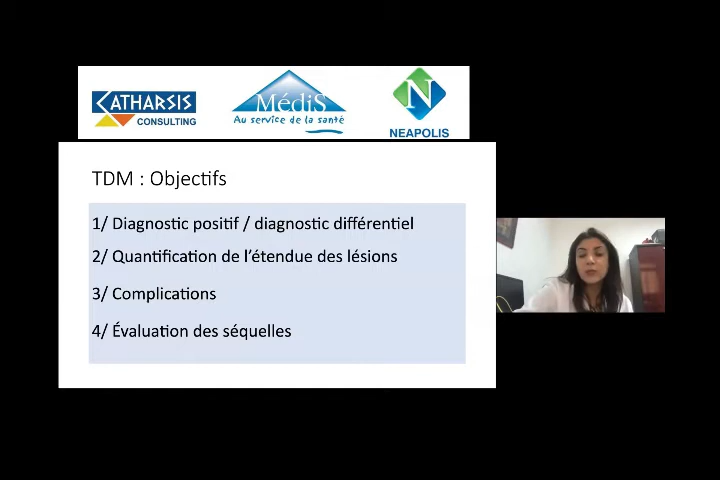 CATHARSIS
CONSULTING
MédiS
Au service de la santé
N
NEAPOLIS
TDM : Objectifs
1/ Diagnostic positif / diagnostic différentiel
2/ Quantification de l’étendue des lésions
3/ Complications
4/ Évaluation des séquelles